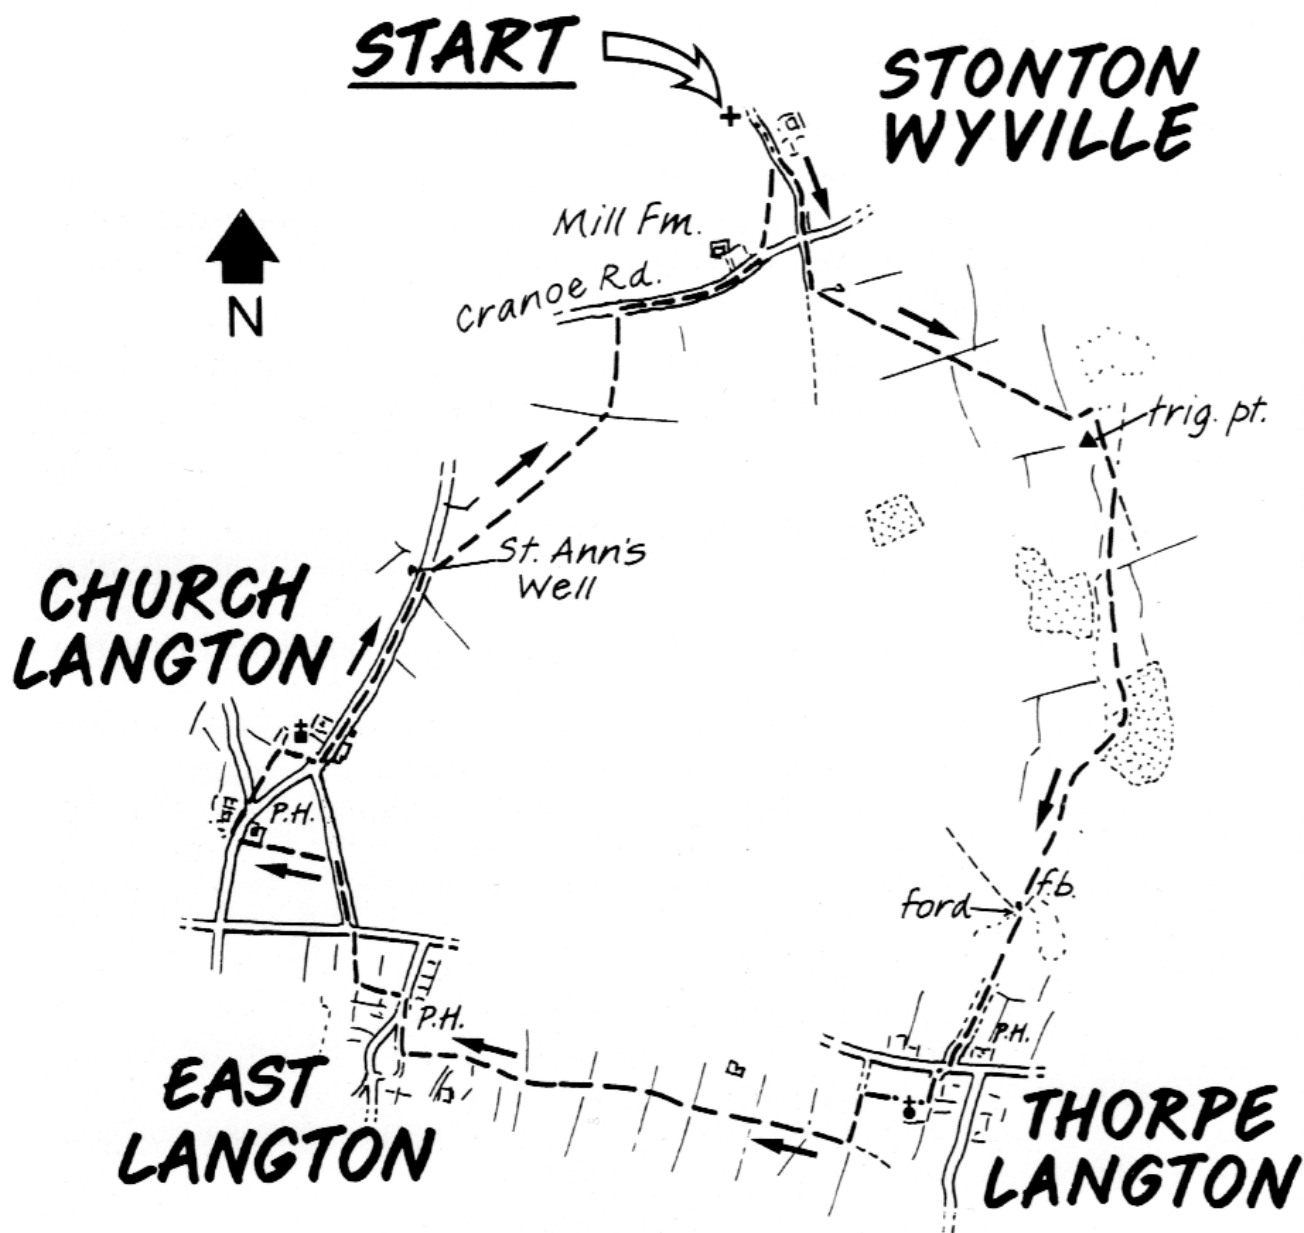 START
STONTON
WYVILLE
Mill Fm.
Cranoe Rd.
N
trig. pt.
St. Ann's
Well
CHURCH
LANGTON
P.H.
f.b.
ford
P.H.
P.H.
EAST
LANGTON
THORPE
LANGTON